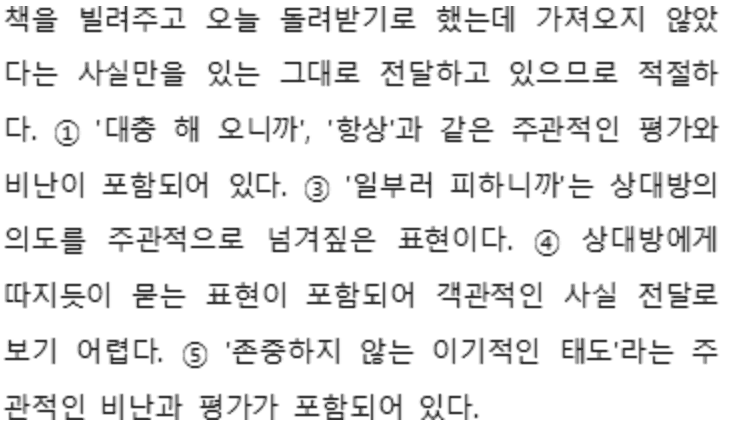 책을 빌려주고 오늘 돌려받기로 했는데 가져오지 않았
다는 사실만을 있는 그대로 전달하고 있으므로 적절하
다. ① '대충 해 오니까', '항상'과 같은 주관적인 평가와
비난이 포함되어 있다. ③ '일부러 피하니까'는 상대방의
의도를 주관적으로 넘겨짚은 표현이다. ④ 상대방에게
따지듯이 묻는 표현이 포함되어 객관적인 사실 전달로
보기 어렵다. ⑤ '존중하지 않는 이기적인 태도'라는 주
관적인 비난과 평가가 포함되어 있다.